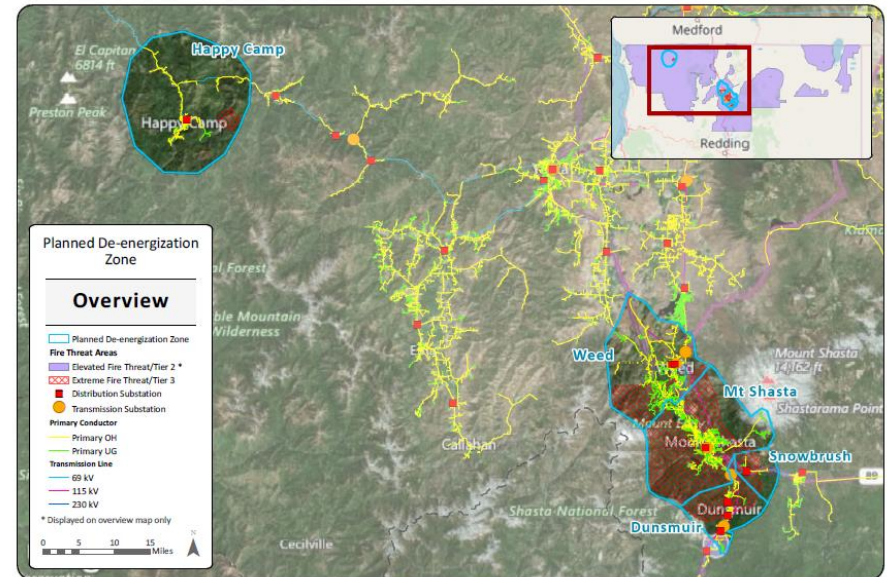 El Capitan
6814 ft
Happy Camp
Preston Peak
Happy Camp
Medford
Redding
Planned De-energization
Zone
Overview
Planned De-energization Zone
Fire Threat Areas
Elevated Fire Threat/Tier 2 *
Extreme Fire Threat/Tier 3
Distribution Substation
Transmission Substation
Primary Conductor
Primary OH
Primary UG
Transmission Line
69 kV
115 kV
230 kV
* Displayed on overview map only
0 5 10 15 Miles
N
Wilderness
Mountain
Callahan
Cecilville
Weed
Mount Shasta
14,162 ft
Mt Shasta
Shastarama Point
Snowbrush
89
Dunsmuir
Shasta National Forest
Dunsmuir